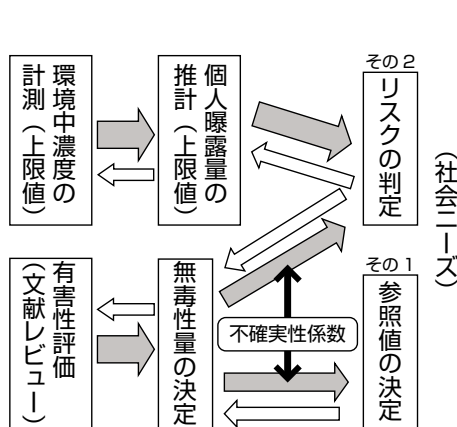 環境中濃度の
計測（上限値）
個人曝露量の
推計（上限値）
その2
リスクの判定
（社会ニーズ）
有害性評価
（文献レビュー）
無毒性量の決定
不確実性係数
その1
参照値の決定